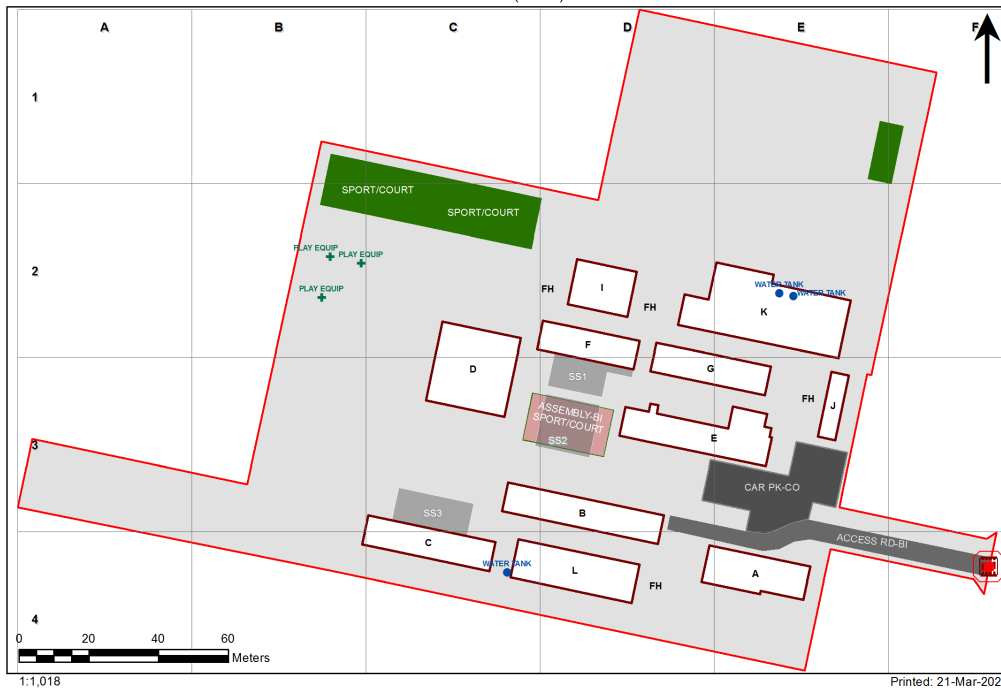 A B C D E F
1
SPORT/COURT
SPORT/COURT
PLAY EQUIP
PLAY EQUIP
2
WATER TANK
FH
I
PLAY EQUIP
WATER TANK
FH
K
F
D
G
SS1
FH
J
ASSEMBLY-BI
SPORT/COURT
SS2
E
3
CAR PK-CO
SS3
B
ACCESS RD-BI
C
WATER TANK
L
A
FH
4
0 20 40 60
Meters
1:1,018
Printed: 21-Mar-202